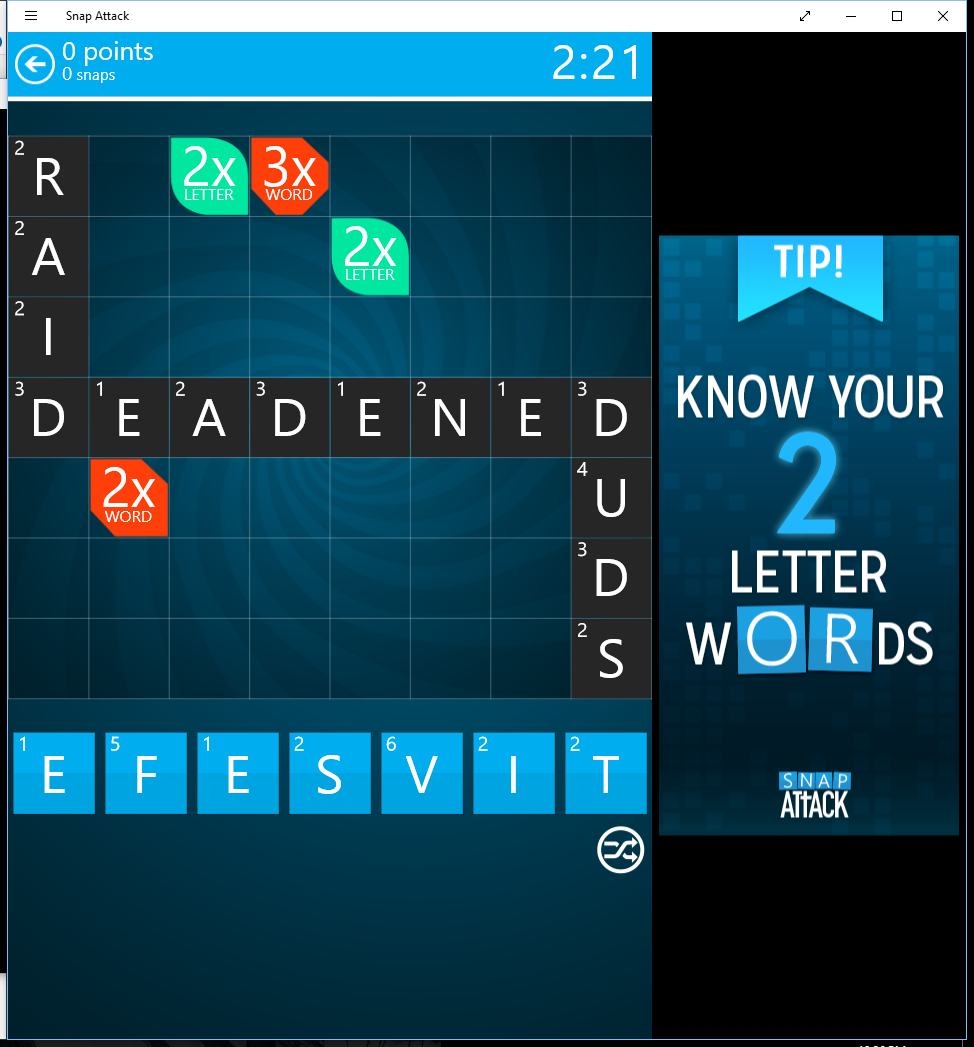 Snap Attack
0 points
0 snaps
2:21
2 R 2x LETTER 3x WORD
2 A 2x LETTER
2 I
3 D 1 E 2 A 3 D 1 E 2 N 1 E 3 D
2x WORD 4 U
3 D
2 S
1 E 5 F 1 E 2 S 6 V 2 I 2 T
TIP!
KNOW YOUR
2
LETTER
WORDS
SNAP
ATTACK